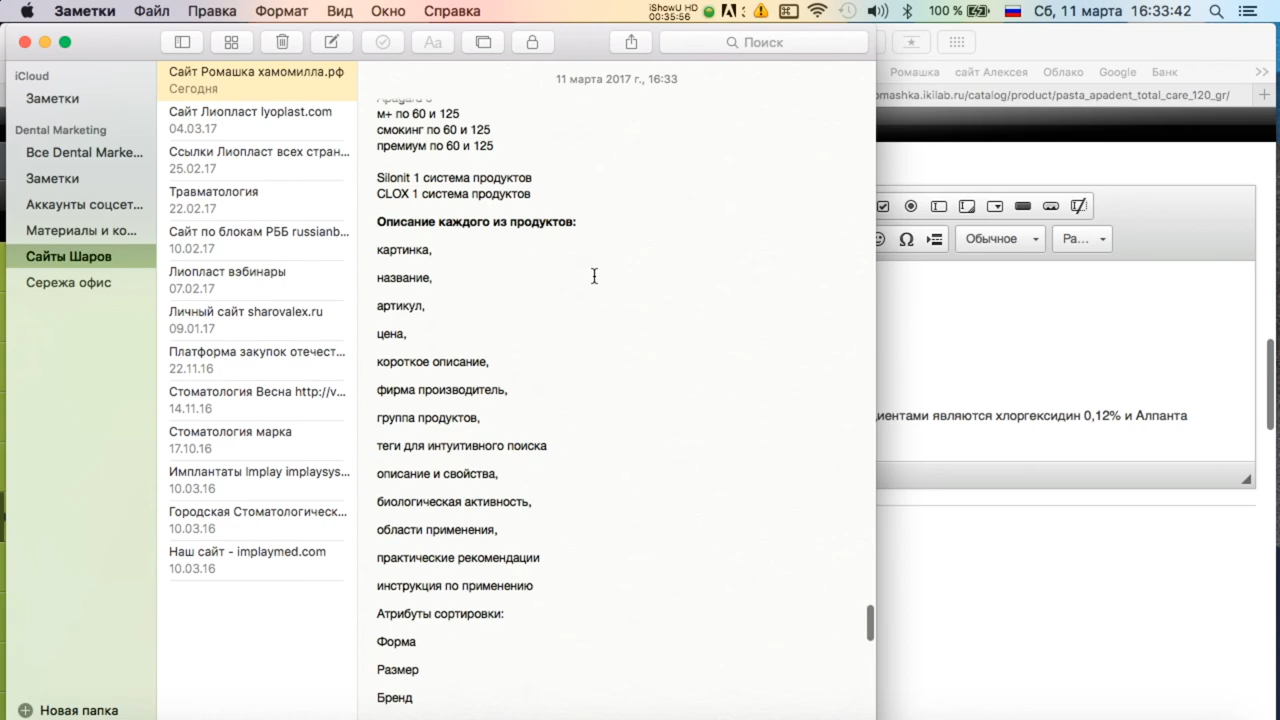 Заметки Файл Правка Формат Вид Окно Справка iShowU HD 00:35:56 100 % Сб, 11 марта 16:33:42
Aa Поиск
iCloud
Заметки
Dental Marketing
Все Dental Marke...
Заметки
Аккаунты соцсет...
Материалы и ко...
Сайты Шаров
Сережа офис
Новая папка
Сайт Ромашка хамомилла.рф
Сегодня
Сайт Лиопласт lyoplast.com
04.03.17
Ссылки Лиопласт всех стран...
25.02.17
Травматология
22.02.17
Сайт по блокам РББ russianb...
10.02.17
Лиопласт вэбинары
07.02.17
Личный сайт sharovalex.ru
09.01.17
Платформа закупок отечест...
22.11.16
Стоматология Весна http://v...
14.11.16
Стоматология марка
17.10.16
Имплантаты Implay implaysys...
10.03.16
Городская Стоматологическ...
10.03.16
Наш сайт - implaymed.com
10.03.16
11 марта 2017 г., 16:33
м+ по 60 и 125
смокинг по 60 и 125
премиум по 60 и 125
Silonit 1 система продуктов
CLOX 1 система продуктов
Описание каждого из продуктов:
картинка,
название,
артикул,
цена,
короткое описание,
фирма производитель,
группа продуктов,
теги для интуитивного поиска
описание и свойства,
биологическая активность,
области применения,
практические рекомендации
инструкция по применению
Атрибуты сортировки:
Форма
Размер
Бренд
Ромашка сайт Алексея Облако Google Банк
omashka.ikilab.ru/catalog/product/pasta_apadent_total_care_120_gr/
Обычное Ра...
циентами являются хлоргексидин 0,12% и Алпанта